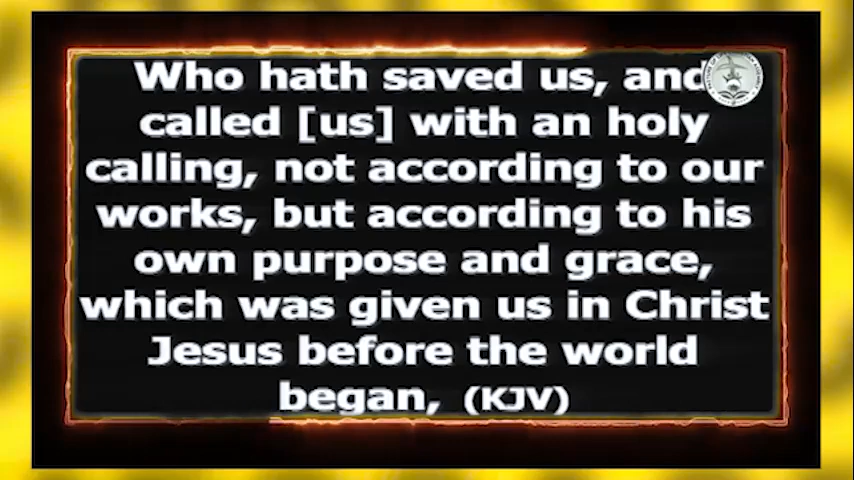 Who hath saved us, and
called [us] with an holy
calling, not according to our
works, but according to his
own purpose and grace,
which was given us in Christ
Jesus before the world
began, (KJV)